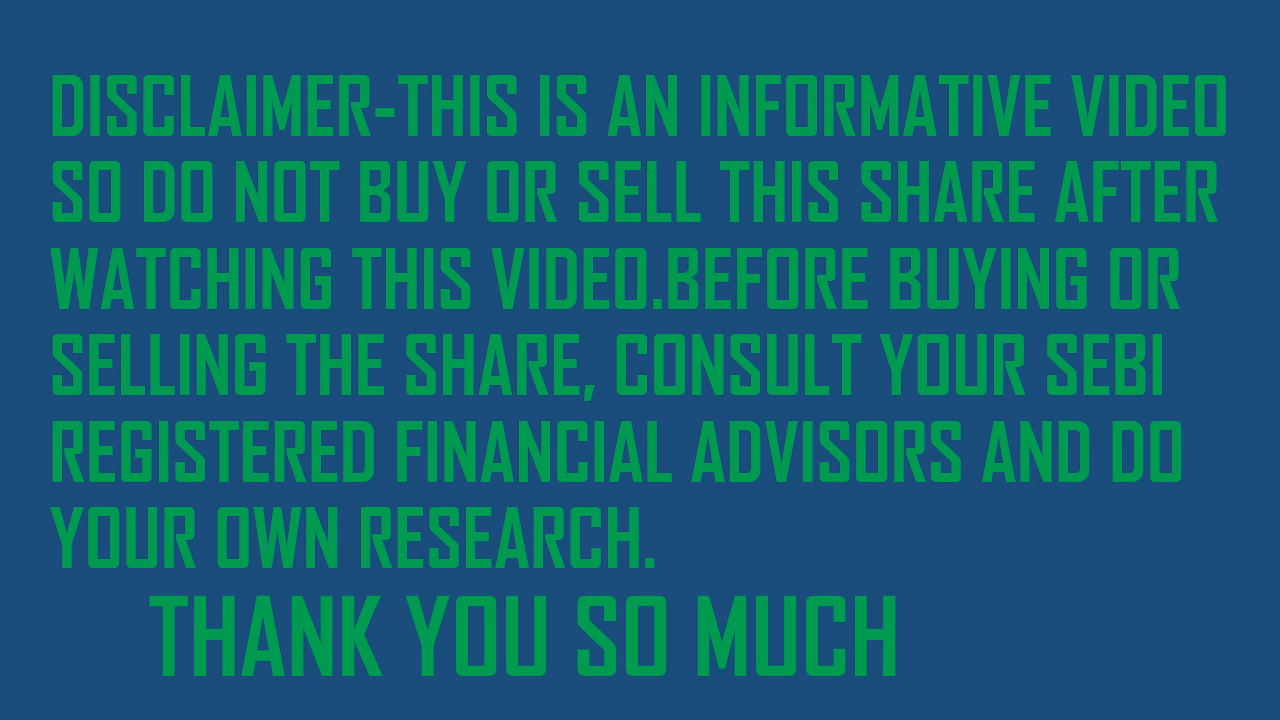 DISCLAIMER-THIS IS AN INFORMATIVE VIDEO
SO DO NOT BUY OR SELL THIS SHARE AFTER
WATCHING THIS VIDEO.BEFORE BUYING OR
SELLING THE SHARE, CONSULT YOUR SEBI
REGISTERED FINANCIAL ADVISORS AND DO
YOUR OWN RESEARCH.
THANK YOU SO MUCH